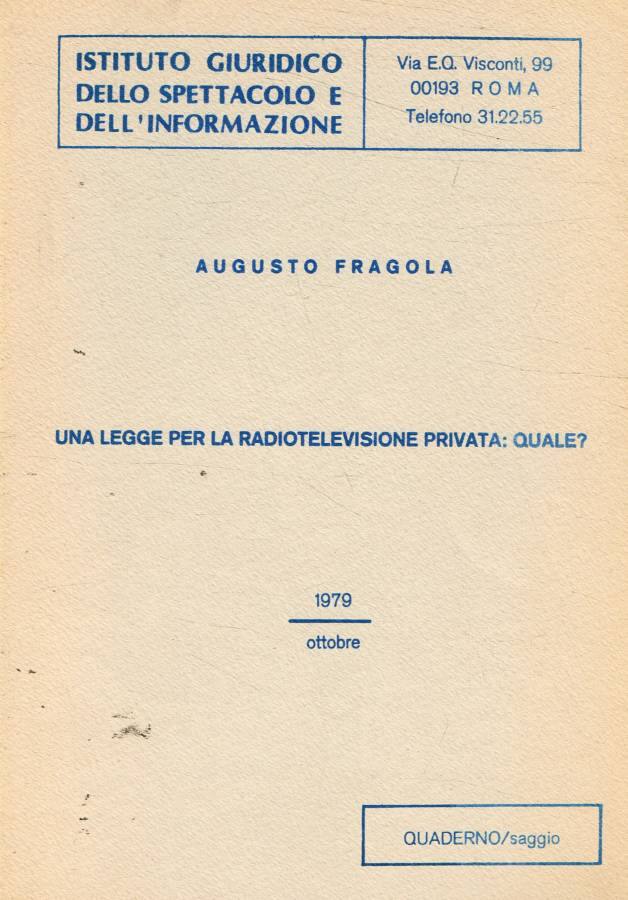 ISTITUTO GIURIDICO
DELLO SPETTACOLO E
DELL'INFORMAZIONE
Via E.Q. Visconti, 99
00193 ROMA
Telefono 31.22.55
AUGUSTO FRAGOLA
UNA LEGGE PER LA RADIOTELEVISIONE PRIVATA: QUALE?
1979
ottobre
QUADERNO/saggio